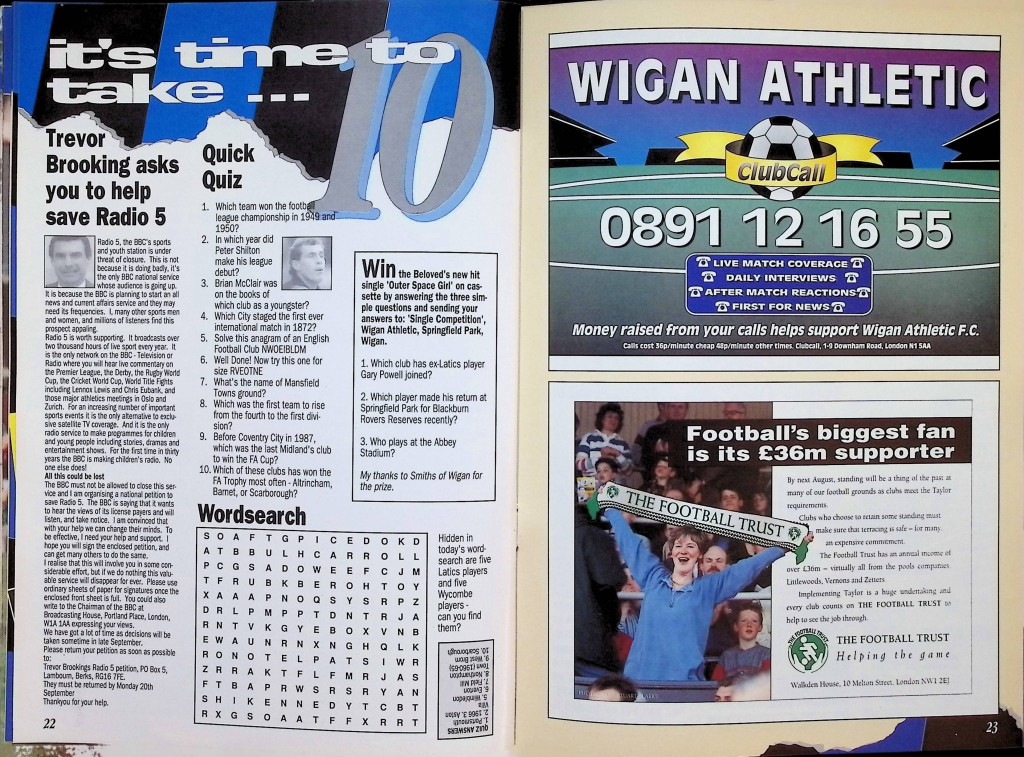 it's time to
take ...
10
Trevor
Brooking asks
you to help
save Radio 5
Radio 5, the BBC's sports
and youth station is under
threat of closure. This is not
because it is doing badly, it's
the only BBC national service
whose audience is going up.
It is because the BBC is planning to start an all
news and current affairs service and they may
need its frequencies. I, many other sports men
and women, and millions of listeners find this
prospect appaling.
Radio 5 is worth supporting. It broadcasts over
two thousand hours of live sport every year. It
is the only network on the BBC - Television or
Radio where you will hear live commentary on
the Premier League, the Derby, the Rugby World
Cup, the Cricket World Cup, World Title Fights
including Lennox Lewis and Chris Eubank, and
those major athletics meetings in Oslo and
Zurich. For an increasing number of important
sports events it is the only alternative to exclu-
sive satellite TV coverage. And it is the only
radio service to make programmes for children
and young people including stories, dramas and
entertainment shows. For the first time in thirty
years the BBC is making children's radio. No
one else does!
All this could be lost
The BBC must not be allowed to close this ser-
vice and I am organising a national petition to
save Radio 5. The BBC is saying that it wants
to hear the views of its license payers and will
listen, and take notice. I am convinced that
with your help we can change their minds. To
be effective, I need your help and support. I
hope you will sign the enclosed petition, and
can get many others to do the same.
I realise that this will involve you in some con-
siderable effort, but if we do nothing this valu-
able service will disappear for ever. Please use
ordinary sheets of paper for signatures once the
enclosed front sheet is full. You could also
write to the Chairman of the BBC at
Broadcasting House, Portland Place, London,
W1A 1AA expressing your views.
We have got a lot of time as decisions will be
taken sometime in late September.
Please return your petition as soon as possible
to:
Trevor Brookings Radio 5 petition, PO Box 5,
Lambourn, Berks, RG16 7FE.
They must be returned by Monday 20th
September
Thankyou for your help.
22
Quick
Quiz
1. Which team won the football
league championship in 1949 and
1950?
2. In which year did
Peter Shilton
make his league
debut?
3. Brian McClair was
on the books of
which club as a youngster?
4. Which City staged the first ever
international match in 1872?
5. Solve this anagram of an English
Football Club NWOEIBLDM
6. Well Done! Now try this one for
size RVEOTNE
7. What's the name of Mansfield
Towns ground?
8. Which was the first team to rise
from the fourth to the first divi-
sion?
9. Before Coventry City in 1987,
which was the last Midland's club
to win the FA Cup?
10. Which of these clubs has won the
FA Trophy most often - Altrincham,
Barnet, or Scarborough?
Win the Beloved's new hit
single 'Outer Space Girl' on cas-
sette by answering the three sim-
ple questions and sending your
answers to: 'Single Competition',
Wigan Athletic, Springfield Park,
Wigan.
1. Which club has ex-Latics player
Gary Powell joined?
2. Which player made his return at
Springfield Park for Blackburn
Rovers Reserves recently?
3. Who plays at the Abbey
Stadium?
My thanks to Smiths of Wigan for
the prize.
Wordsearch
S O A F T G P I C E D O K D
A T B B U L H C A R R O L L
P C G S A D O W E E F C J M
T F R U B K B E R O H T O Y
X A A A P N O Q S Y S R P Z
D R L P M P P T D N T R J A
R N T V K G Y E B O X V N B
E W A U N R N X N G H Q L K
R O N O T E L P A T S I W R
Z R R A K T F L F M R J A S
F T B A P R W S R S R Y A N
S H I K E N N E D Y T C B T
R X G S O A A T F F X R R T
Hidden in
today's word-
search are five
Latics players
and five
Wycombe
players -
can you find
them?
QUIZ ANSWERS
1. Portsmouth
2. 1966 3. Aston
Villa
5. Wimbledon
6. Everton
7. Field Mill
8. Northampton
Town (1960-65)
9. West Brom
10. Scarborough.
WIGAN ATHLETIC
ClubCall
0891 12 16 55
LIVE MATCH COVERAGE
DAILY INTERVIEWS
AFTER MATCH REACTIONS
FIRST FOR NEWS
Money raised from your calls helps support Wigan Athletic F.C.
Calls cost 36p/minute cheap 48p/minute other times. Clubcall, 1-9 Downham Road, London N1 5AA
Football's biggest fan
is its £36m supporter
THE FOOTBALL TRUST
By next August, standing will be a thing of the past at
many of our football grounds as clubs meet the Taylor
requirements.
Clubs who choose to retain some standing must
make sure that terracing is safe – for many,
an expensive commitment.
The Football Trust has an annual income of
over £36m – virtually all from the pools companies,
Littlewoods, Vernons and Zetters.
Implementing Taylor is a huge undertaking and
every club counts on THE FOOTBALL TRUST to
help to see the job through.
THE FOOTBALL TRUST
THE FOOTBALL TRUST
Helping the game
Walkden House, 10 Melton Street, London NW1 2EJ
23